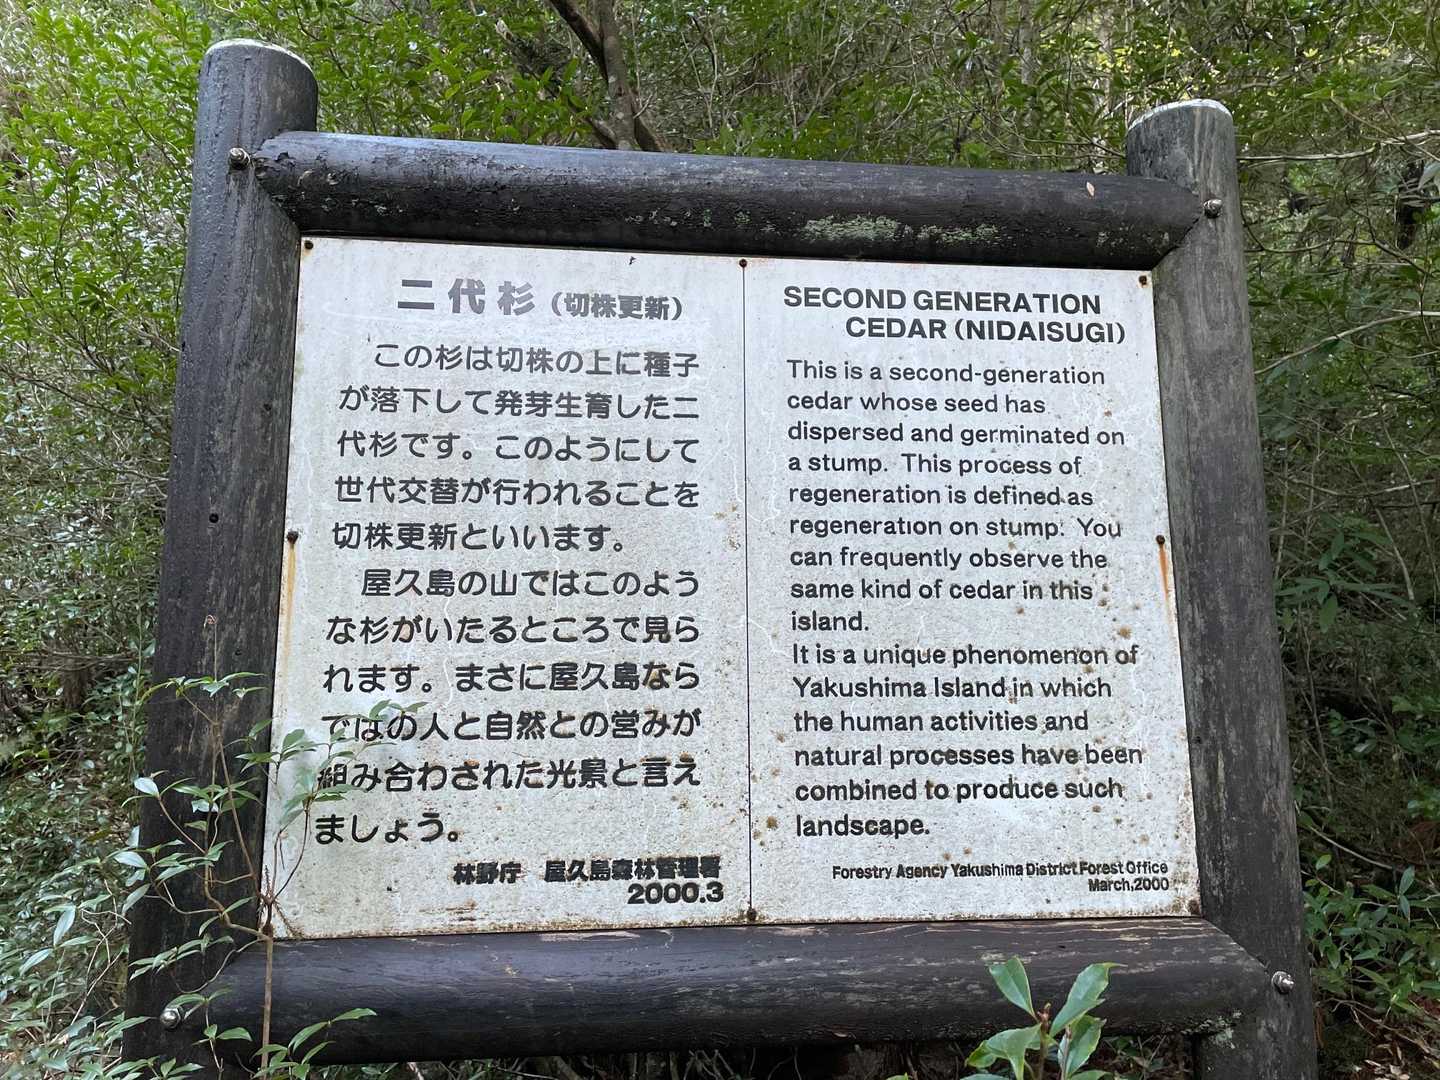 二代杉（切株更新）
この杉は切株の上に種子
が落下して発芽生育した二
代杉です。このようにして
世代交替が行われることを
切株更新といいます。
屋久島の山ではこのよう
な杉がいたるところで見ら
れます。まさに屋久島なら
ではの人と自然との営みが
組み合わされた光景と言え
ましょう。
林野庁　屋久島森林管理署
2000.3
SECOND GENERATION
CEDAR (NIDAISUGI)
This is a second-generation
cedar whose seed has
dispersed and germinated on
a stump. This process of
regeneration is defined as
regeneration on stump. You
can frequently observe the
same kind of cedar in this
island.
It is a unique phenomenon of
Yakushima Island in which
the human activities and
natural processes have been
combined to produce such
landscape.
Forestry Agency Yakushima District Forest Office
March,2000